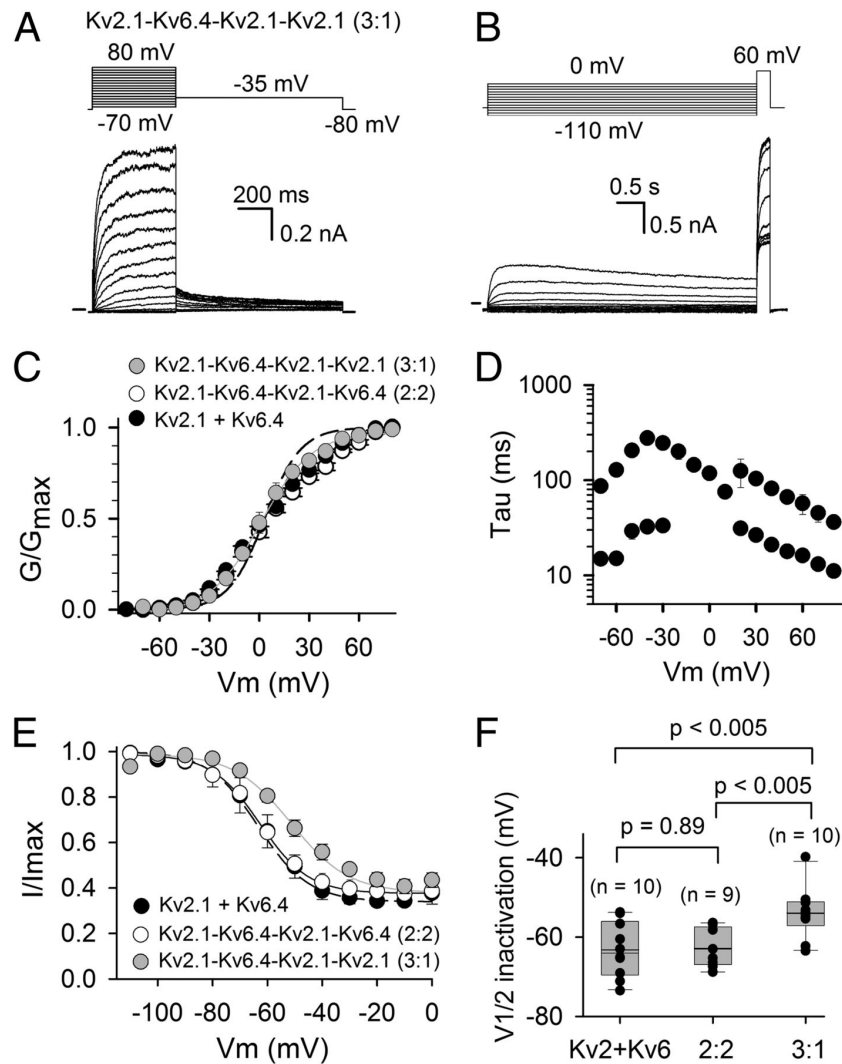 A
Kv2.1-Kv6.4-Kv2.1-Kv2.1 (3:1)
80 mV
-35 mV
-70 mV
-80 mV
200 ms
0.2 nA
B
60 mV
0 mV
-110 mV
0.5 s
0.5 nA
C
Kv2.1-Kv6.4-Kv2.1-Kv2.1 (3:1)
Kv2.1-Kv6.4-Kv2.1-Kv6.4 (2:2)
Kv2.1 + Kv6.4
1.0
0.5
0.0
G/Gmax
-60 -30 0 30 60
Vm (mV)
D
1000
100
10
Tau (ms)
-60 -30 0 30 60
Vm (mV)
E
1.0
0.8
0.6
0.4
0.2
0.0
I/Imax
Kv2.1 + Kv6.4
Kv2.1-Kv6.4-Kv2.1-Kv6.4 (2:2)
Kv2.1-Kv6.4-Kv2.1-Kv2.1 (3:1)
-100 -80 -60 -40 -20 0
Vm (mV)
F
p < 0.005
p < 0.005
p = 0.89
(n = 10)
(n = 10)
(n = 9)
-40
-60
-80
V1/2 inactivation (mV)
Kv2+Kv6 2:2 3:1